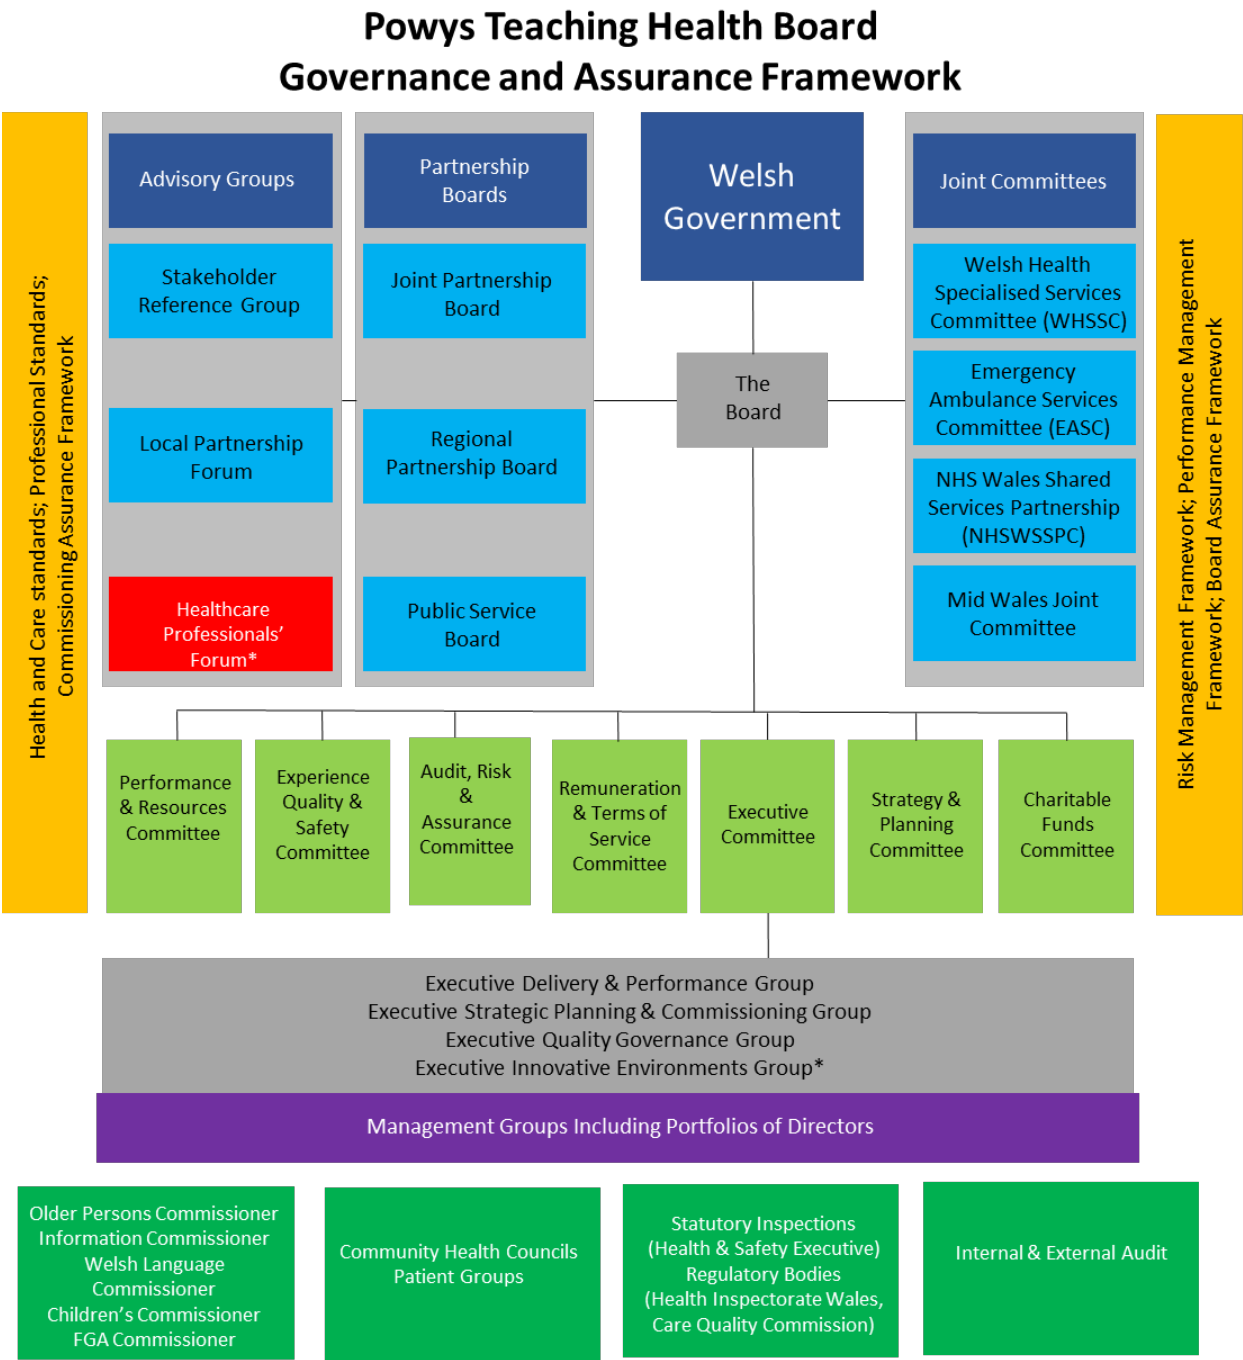 Powys Teaching Health Board
Governance and Assurance Framework
Health and Care standards; Professional Standards;
Commissioning Assurance Framework
Advisory Groups
Stakeholder
Reference Group
Local Partnership
Forum
Healthcare
Professionals’
Forum*
Partnership
Boards
Joint Partnership
Board
Regional
Partnership Board
Public Service
Board
Welsh
Government
The
Board
Joint Committees
Welsh Health
Specialised Services
Committee (WHSSC)
Emergency
Ambulance Services
Committee (EASC)
NHS Wales Shared
Services Partnership
(NHSWSSPC)
Mid Wales Joint
Committee
Risk Management Framework; Performance Management
Framework; Board Assurance Framework
Performance
& Resources
Committee
Experience
Quality &
Safety
Committee
Audit, Risk
&
Assurance
Committee
Remuneration
& Terms of
Service
Committee
Executive
Committee
Strategy &
Planning
Committee
Charitable
Funds
Committee
Executive Delivery & Performance Group
Executive Strategic Planning & Commissioning Group
Executive Quality Governance Group
Executive Innovative Environments Group*
Management Groups Including Portfolios of Directors
Older Persons Commissioner
Information Commissioner
Welsh Language
Commissioner
Children’s Commissioner
FGA Commissioner
Community Health Councils
Patient Groups
Statutory Inspections
(Health & Safety Executive)
Regulatory Bodies
(Health Inspectorate Wales,
Care Quality Commission)
Internal & External Audit